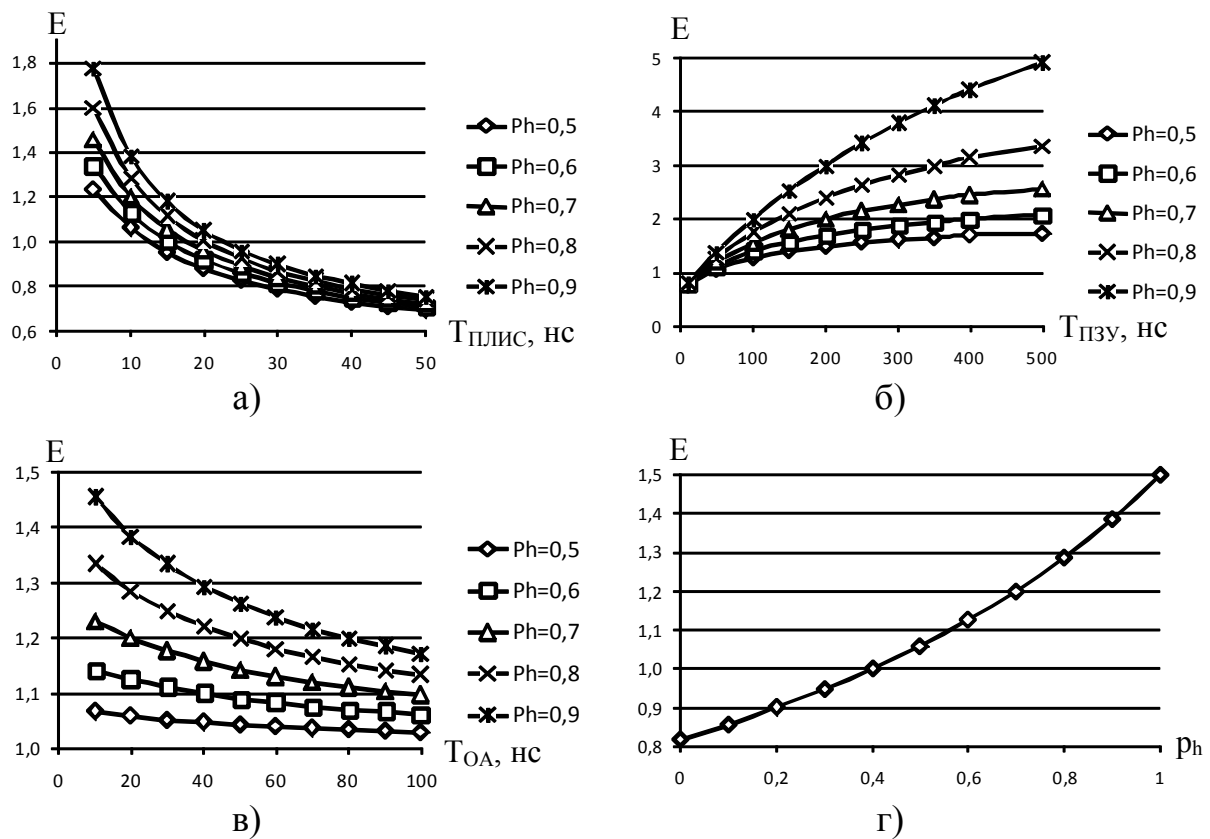 E
1,8
1,6
1,4
1,2
1,0
0,8
0,6
0 10 20 30 40 50
T ПЛИС, нс
Ph=0,5
Ph=0,6
Ph=0,7
Ph=0,8
Ph=0,9
а)
E
5
4
3
2
1
0
0 100 200 300 400 500
T ПЗУ, нс
Ph=0,5
Ph=0,6
Ph=0,7
Ph=0,8
Ph=0,9
б)
E
1,5
1,4
1,3
1,2
1,1
1,0
0 20 40 60 80 100
T ОА, нс
Ph=0,5
Ph=0,6
Ph=0,7
Ph=0,8
Ph=0,9
в)
E
1,5
1,4
1,3
1,2
1,1
1,0
0,9
0,8
0 0,2 0,4 0,6 0,8 1
ph
г)